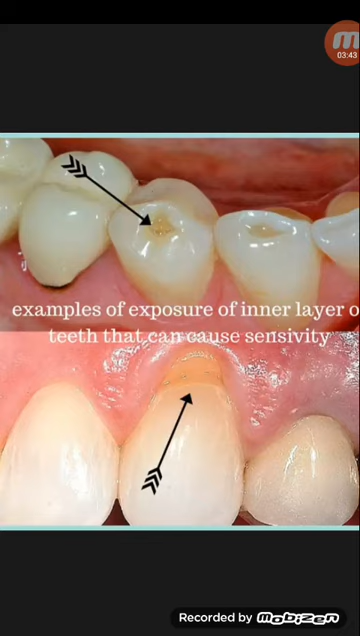 03:43
examples of exposure of inner layer o
teeth that can cause sensivity
Recorded by Mobizen